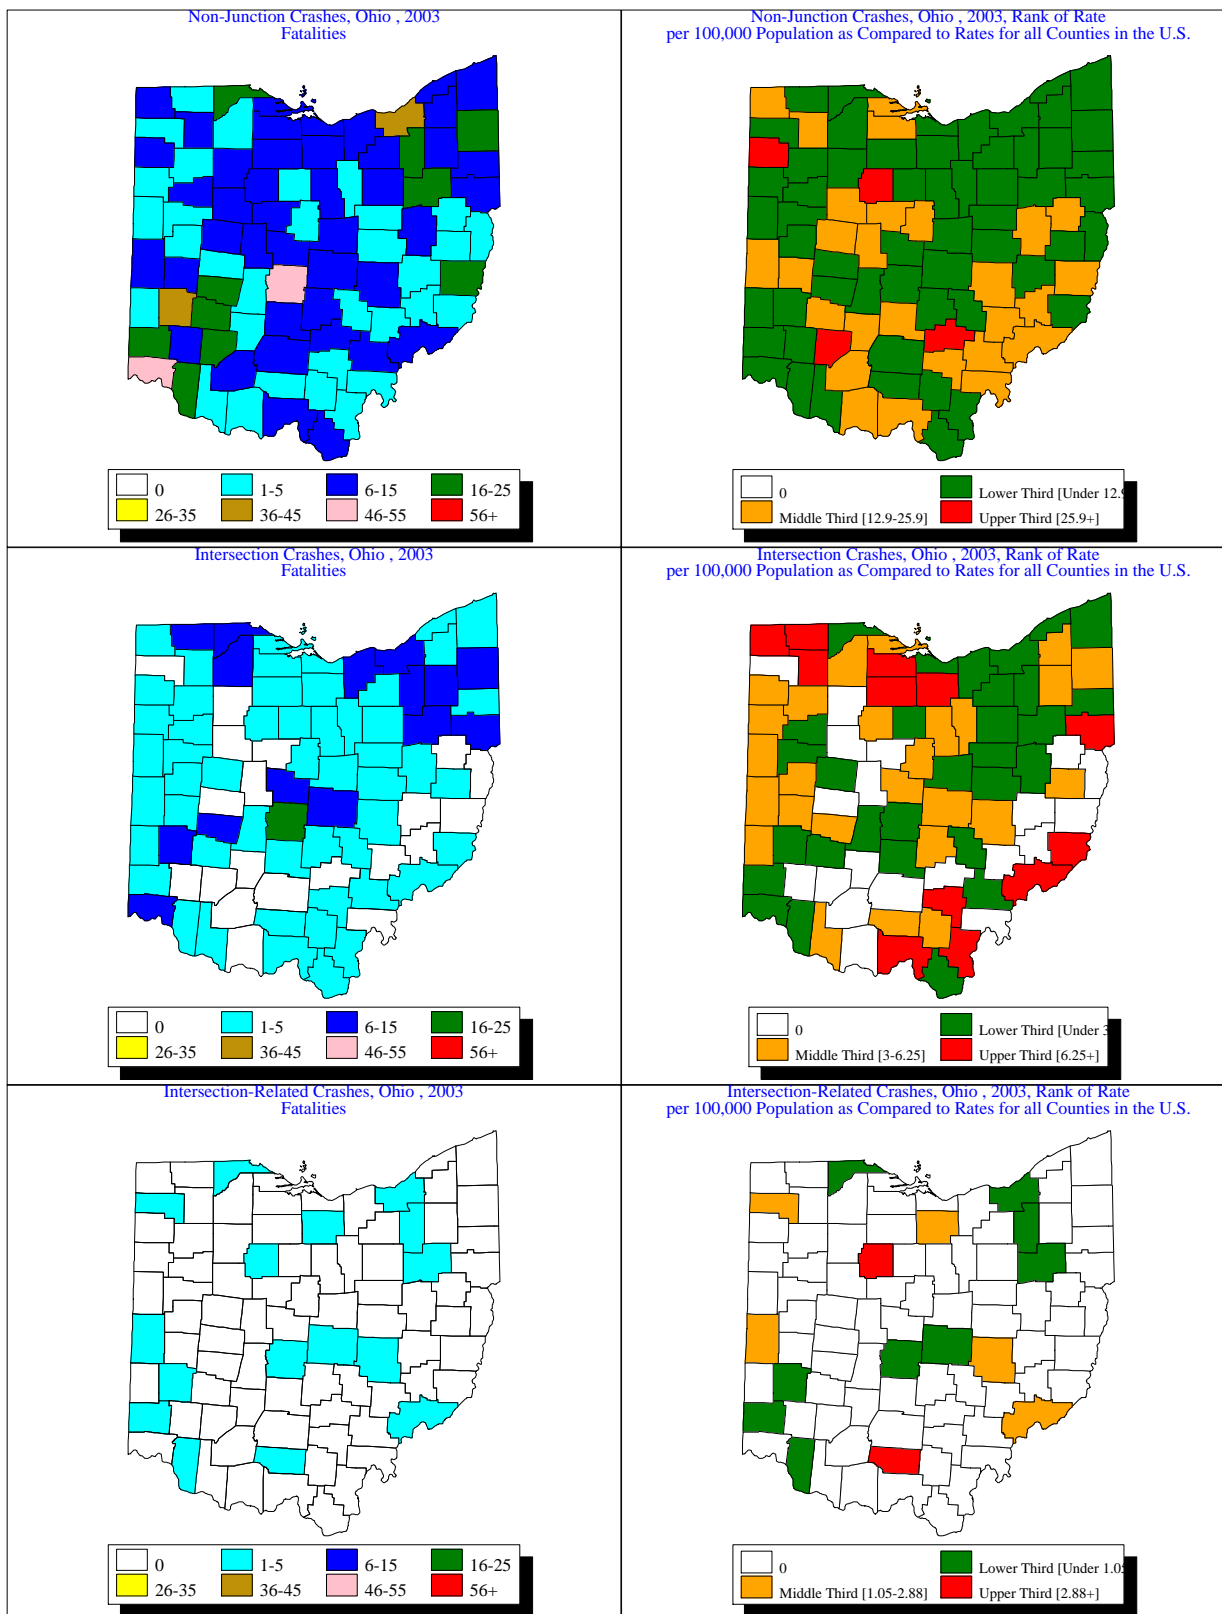 Non-Junction Crashes, Ohio , 2003
Fatalities
0
1-5
6-15
16-25
26-35
36-45
46-55
56+
Non-Junction Crashes, Ohio , 2003, Rank of Rate
per 100,000 Population as Compared to Rates for all Counties in the U.S.
0
Lower Third [Under 12.9
Middle Third [12.9-25.9]
Upper Third [25.9+]
Intersection Crashes, Ohio , 2003
Fatalities
0
1-5
6-15
16-25
26-35
36-45
46-55
56+
Intersection Crashes, Ohio , 2003, Rank of Rate
per 100,000 Population as Compared to Rates for all Counties in the U.S.
0
Lower Third [Under 3
Middle Third [3-6.25]
Upper Third [6.25+]
Intersection-Related Crashes, Ohio , 2003
Fatalities
0
1-5
6-15
16-25
26-35
36-45
46-55
56+
Intersection-Related Crashes, Ohio , 2003, Rank of Rate
per 100,000 Population as Compared to Rates for all Counties in the U.S.
0
Lower Third [Under 1.05
Middle Third [1.05-2.88]
Upper Third [2.88+]